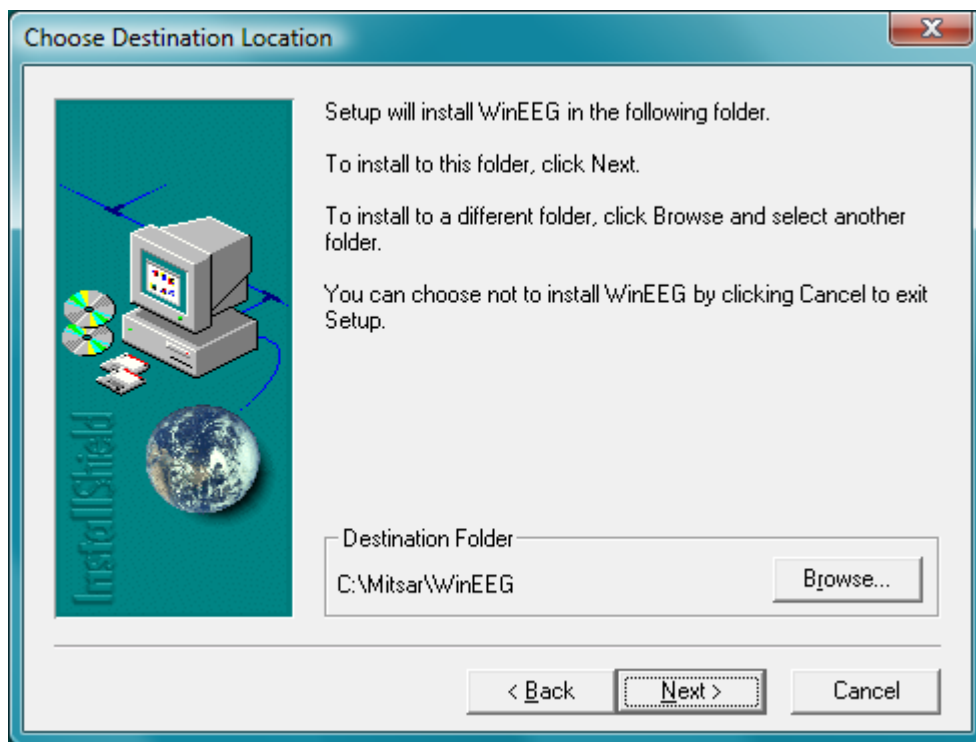 Choose Destination Location
Setup will install WinEEG in the following folder.
To install to this folder, click Next.
To install to a different folder, click Browse and select another
folder.
You can choose not to install WinEEG by clicking Cancel to exit
Setup.
InstallShield
Destination Folder
C:\Mitsar\WinEEG
Browse...
< Back
Next >
Cancel